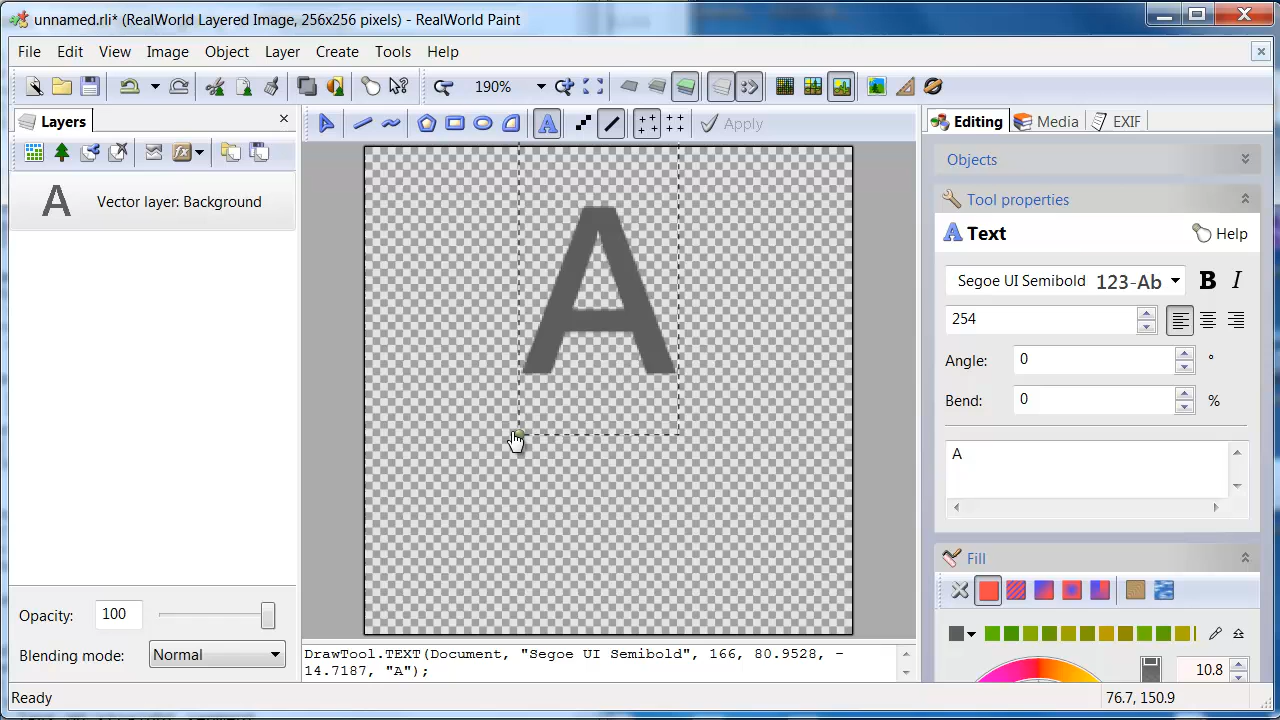 unnamed.rli* (RealWorld Layered Image, 256x256 pixels) - RealWorld Paint
File Edit View Image Object Layer Create Tools Help
190%
Layers
Apply
Editing Media EXIF
Vector layer: Background
A
A
Objects
Tool properties
A Text Help
Segoe UI Semibold 123-Ab B I
254
Angle: 0 °
Bend: 0 %
A
Fill
10.8
Opacity: 100
Blending mode: Normal
DrawTool.TEXT(Document, "Segoe UI Semibold", 166, 80.9528, -
14.7187, "A");
Ready
76.7, 150.9